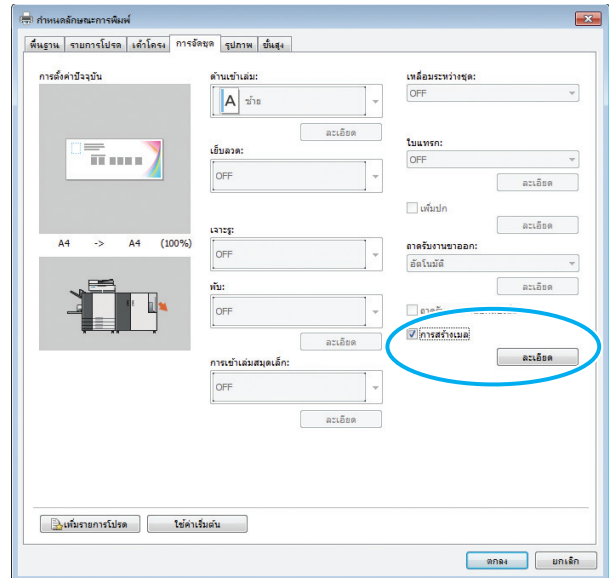 กำหนดลักษณะการพิมพ์
พื้นฐาน รายการโปรด เค้าโครง การจัดชุด รูปภาพ ขั้นสูง
การตั้งค่าปัจจุบัน
A4 -> A4 (100%)
ด้านเข้าเล่ม:
A ซ้าย
ละเอียด
เย็บลวด:
OFF
เจาะรู:
OFF
พับ:
OFF
ละเอียด
การเข้าเล่มสมุดเล็ก:
OFF
ละเอียด
เหลื่อมระหว่างชุด:
OFF
ใบแทรก:
OFF
ละเอียด
เพิ่มปก
ละเอียด
ถาดรับงานขาออก:
อัตโนมัติ
ละเอียด
การสร้างเมล
ละเอียด
เพิ่มรายการโปรด ใช้ค่าเริ่มต้น
ตกลง ยกเลิก